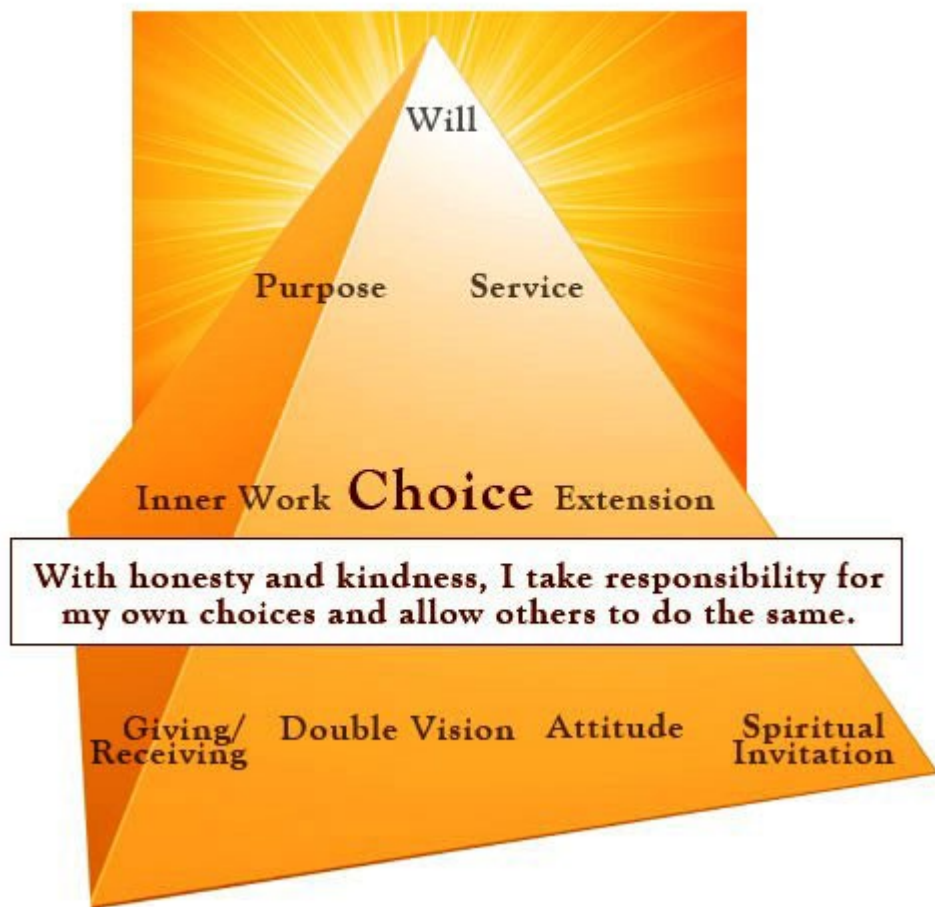 Will
Purpose Service
Inner Work Choice Extension
With honesty and kindness, I take responsibility for
my own choices and allow others to do the same.
Giving/
Receiving
Double Vision
Attitude
Spiritual
Invitation